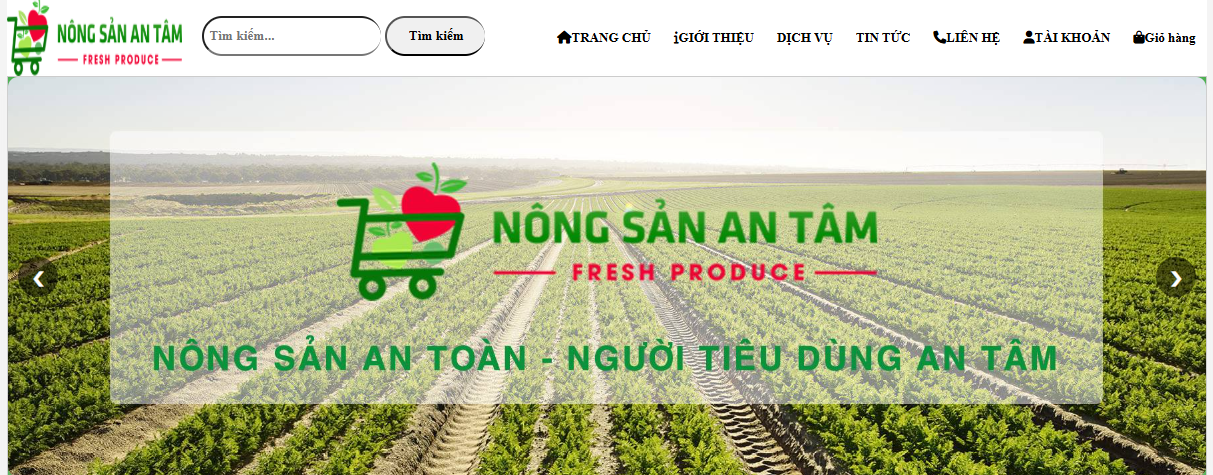 NÔNG SẢN AN TÂM
FRESH PRODUCE
Tìm kiếm...
Tìm kiếm
TRANG CHỦ
GIỚI THIỆU
DỊCH VỤ
TIN TỨC
LIÊN HỆ
TÀI KHOẢN
Giỏ hàng
NÔNG SẢN AN TÂM
FRESH PRODUCE
NÔNG SẢN AN TOÀN - NGƯỜI TIÊU DÙNG AN TÂM